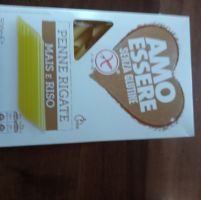 AMO
ESSERE
SENZA GLUTINE
PENNE RIGATE
MAIS E RISO